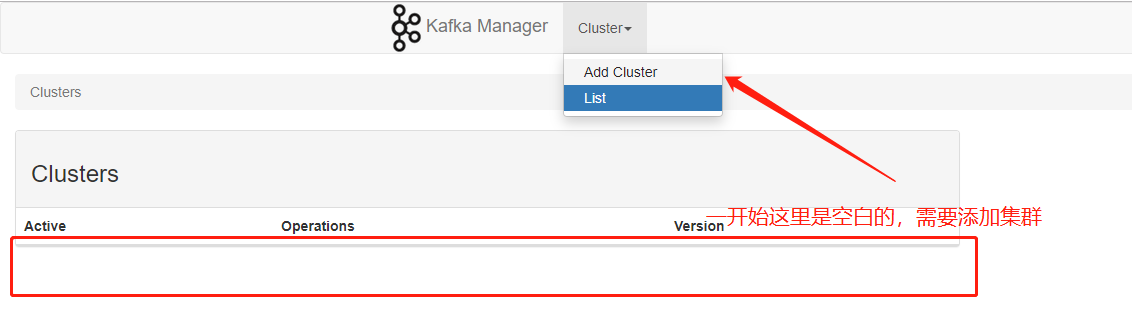 Kafka Manager
Cluster
Add Cluster
List
Clusters
Clusters
Active Operations Version
一开始这里是空白的，需要添加集群